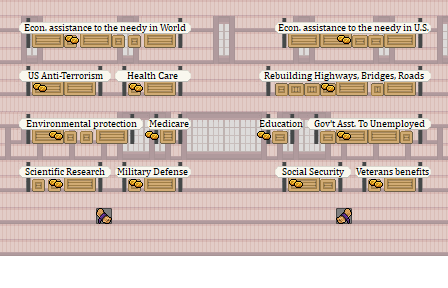 Econ. assistance to the needy in World
Econ. assistance to the needy in U.S.
US Anti-Terrorism
Health Care
Rebuilding Highways, Bridges, Roads
Environmental protection
Medicare
Education
Gov't Asst. To Unemployed
Scientific Research
Military Defense
Social Security
Veterans benefits